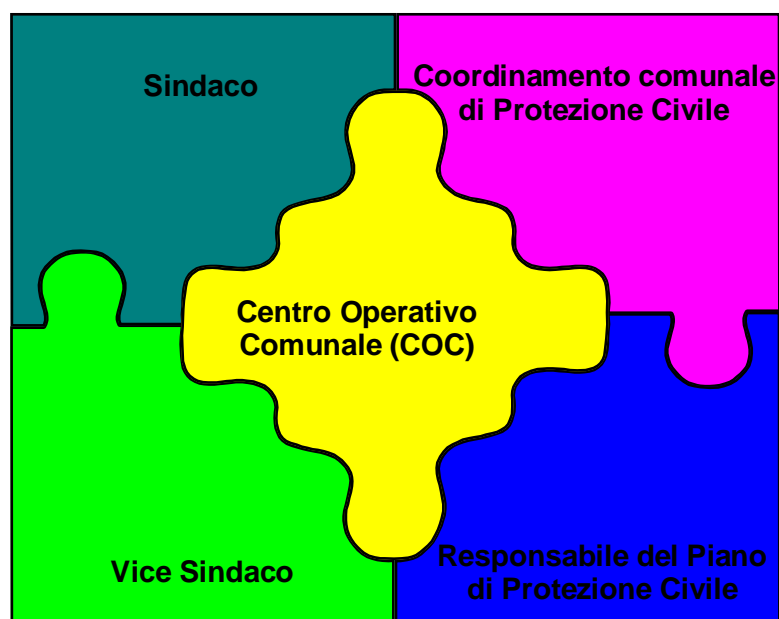 Sindaco
Coordinamento comunale
di Protezione Civile
Centro Operativo
Comunale (COC)
Vice Sindaco
Responsabile del Piano
di Protezione Civile